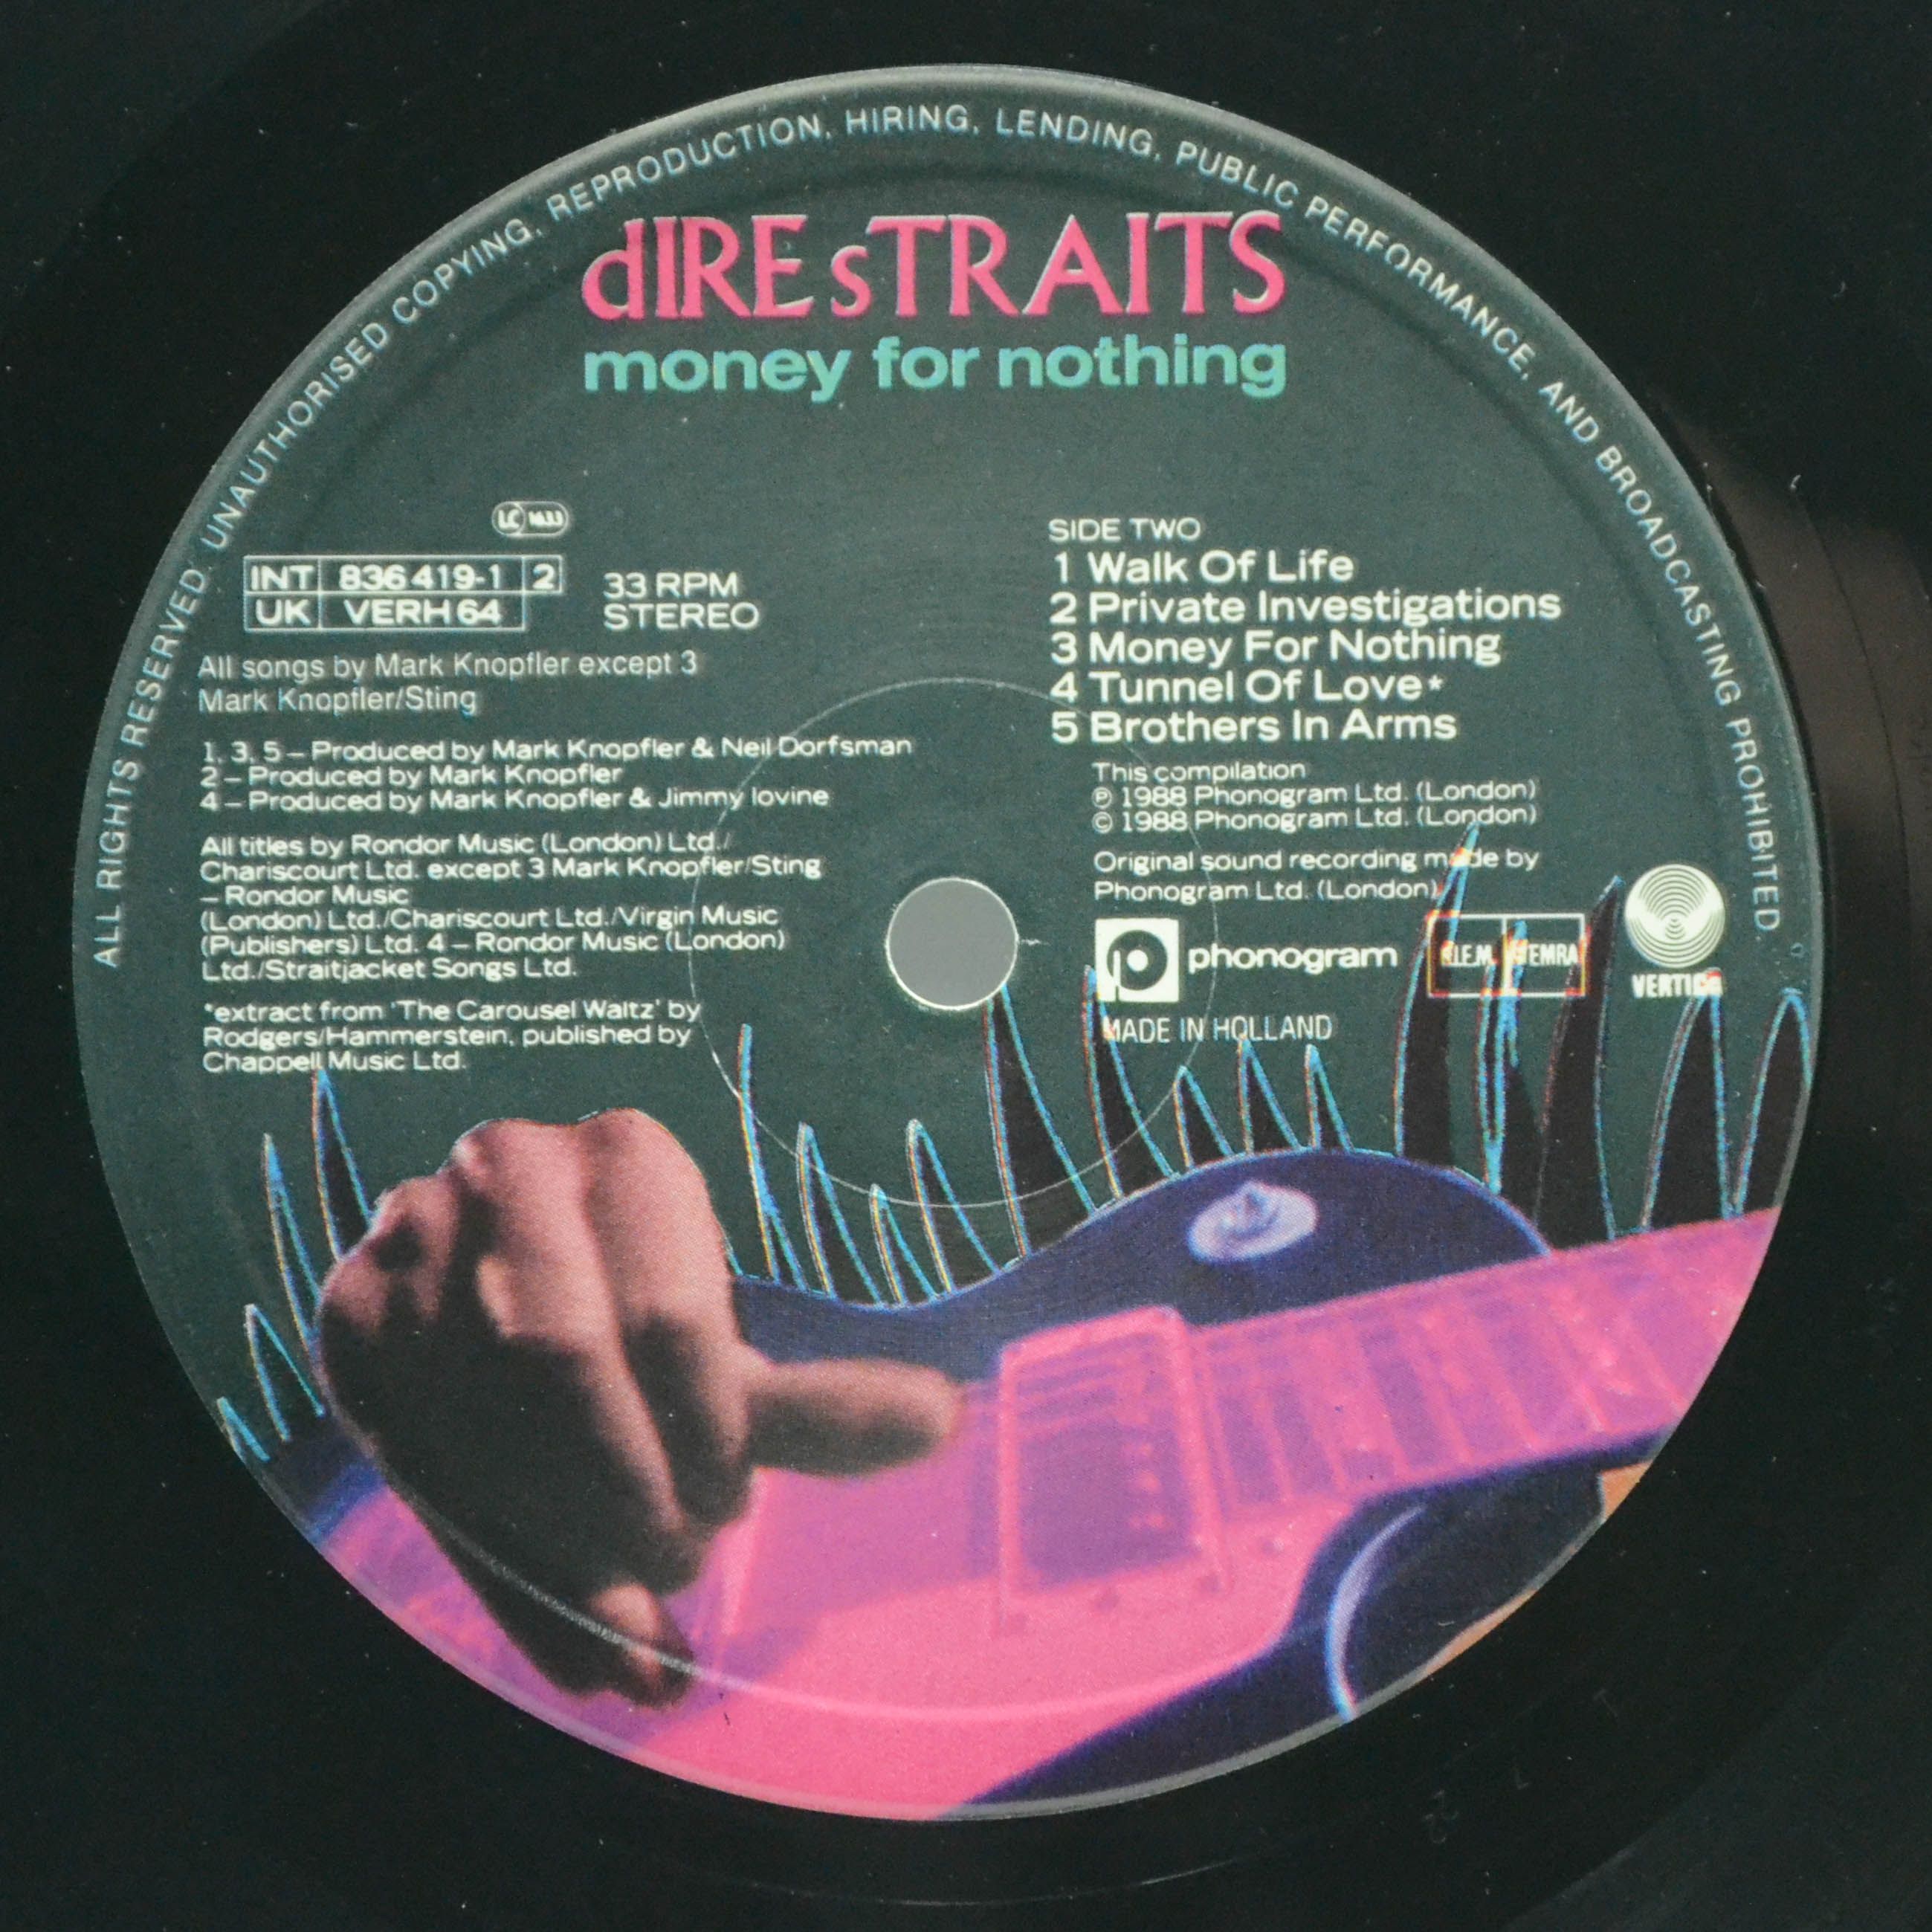 ALL RIGHTS RESERVED. UNAUTHORISED COPYING, REPRODUCTION, HIRING, LENDING, PUBLIC PERFORMANCE, AND BROADCASTING PROHIBITED.
dIRE sTRAITS
money for nothing
LC 1633
INT 836 419-1 2
UK VERH 64
33 RPM
STEREO
All songs by Mark Knopfler except 3
Mark Knopfler/Sting
1, 3, 5 – Produced by Mark Knopfler & Neil Dorfsman
2 – Produced by Mark Knopfler
4 – Produced by Mark Knopfler & Jimmy Iovine
All titles by Rondor Music (London) Ltd./
Chariscourt Ltd. except 3 Mark Knopfler/Sting
– Rondor Music
(London) Ltd./Chariscourt Ltd./Virgin Music
(Publishers) Ltd. 4 – Rondor Music (London)
Ltd./Straitjacket Songs Ltd.
*extract from 'The Carousel Waltz' by
Rodgers/Hammerstein, published by
Chappell Music Ltd.
SIDE TWO
1 Walk Of Life
2 Private Investigations
3 Money For Nothing
4 Tunnel Of Love*
5 Brothers In Arms
This compilation
℗ 1988 Phonogram Ltd. (London)
© 1988 Phonogram Ltd. (London)
Original sound recording made by
Phonogram Ltd. (London)
phonogram
B.I.E.M. STEMRA
VERTIGO
MADE IN HOLLAND